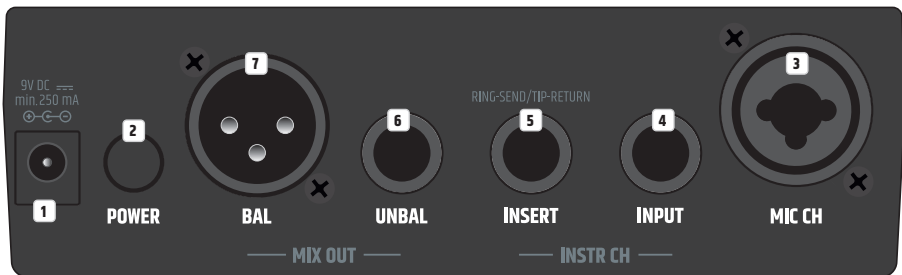 9V DC ⎓
min.250 mA
RING-SEND/TIP-RETURN
1
2
7
6
5
4
3
POWER
BAL
UNBAL
INSERT
INPUT
MIC CH
MIX OUT
INSTR CH